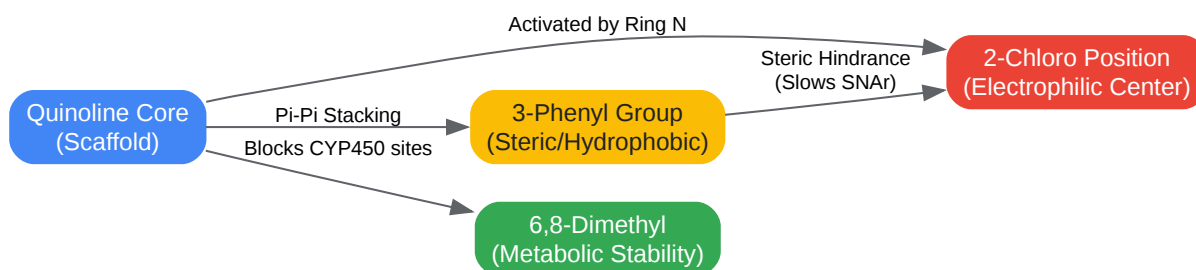 Activated by Ring N
Steric Hindrance
(Slows SNAr)
2-Chloro Position
(Electrophilic Center)
Quinoline Core
(Scaffold)
Pi-Pi Stacking
3-Phenyl Group
(Steric/Hydrophobic)
Blocks CYP450 sites
6,8-Dimethyl
(Metabolic Stability)